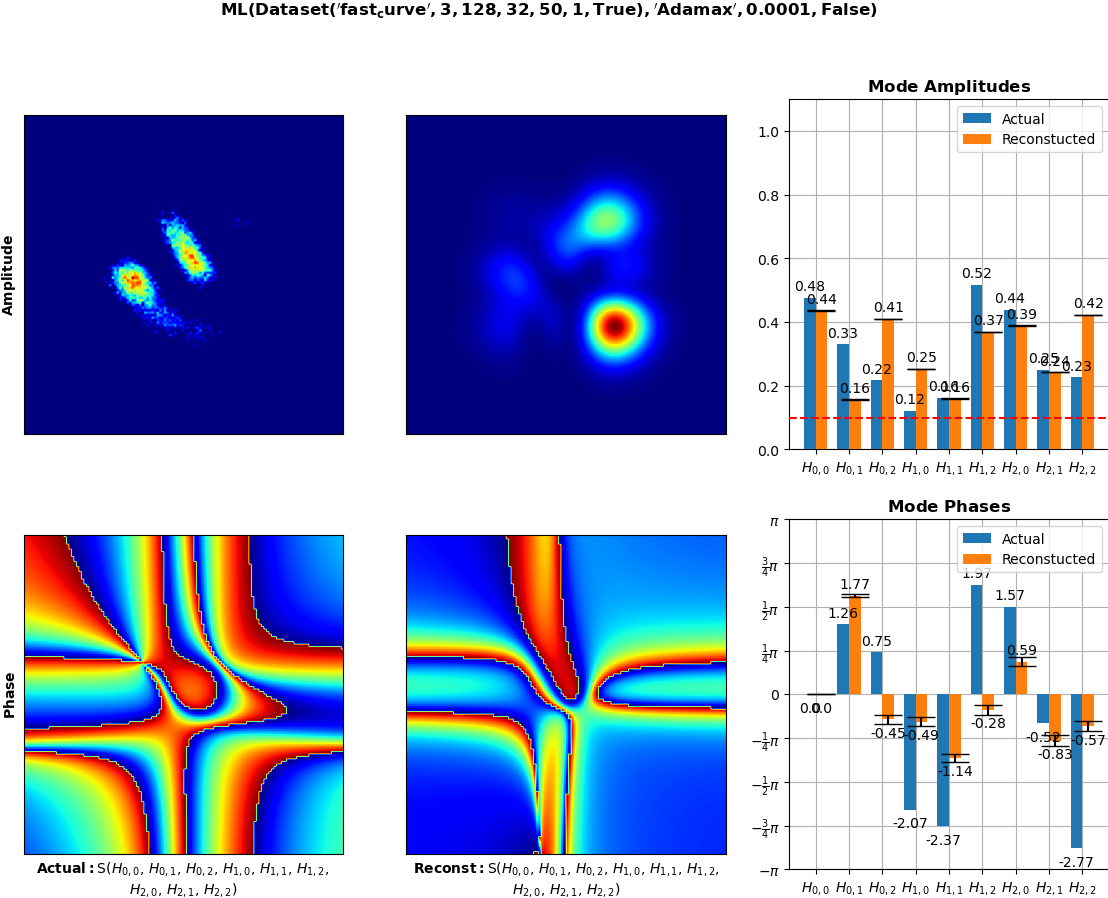 ML(Dataset('fast_curve', 3, 128, 32, 50, 1, True), 'Adamax', 0.0001, False)
Amplitude
Mode Amplitudes
Actual
Reconstucted
1.0
0.8
0.6
0.4
0.2
0.0
0.48
0.44
0.33
0.16
0.22
0.41
0.12
0.25
0.16
0.16
0.52
0.37
0.44
0.39
0.25
0.24
0.23
0.42
H0,0 H0,1 H0,2 H1,0 H1,1 H1,2 H2,0 H2,1 H2,2
Phase
Actual: S(H0,0, H0,1, H0,2, H1,0, H1,1, H1,2,
H2,0, H2,1, H2,2)
Reconst: S(H0,0, H0,1, H0,2, H1,0, H1,1, H1,2,
H2,0, H2,1, H2,2)
Mode Phases
Actual
Reconstucted
π
3/4π
1/2π
1/4π
0
−1/4π
−1/2π
−3/4π
−π
0.0
0.0
1.26
1.77
0.75
-0.45
-2.07
-0.49
-2.37
-1.14
1.97
-0.28
1.57
0.59
-0.52
-0.83
-2.77
-0.57
H0,0 H0,1 H0,2 H1,0 H1,1 H1,2 H2,0 H2,1 H2,2